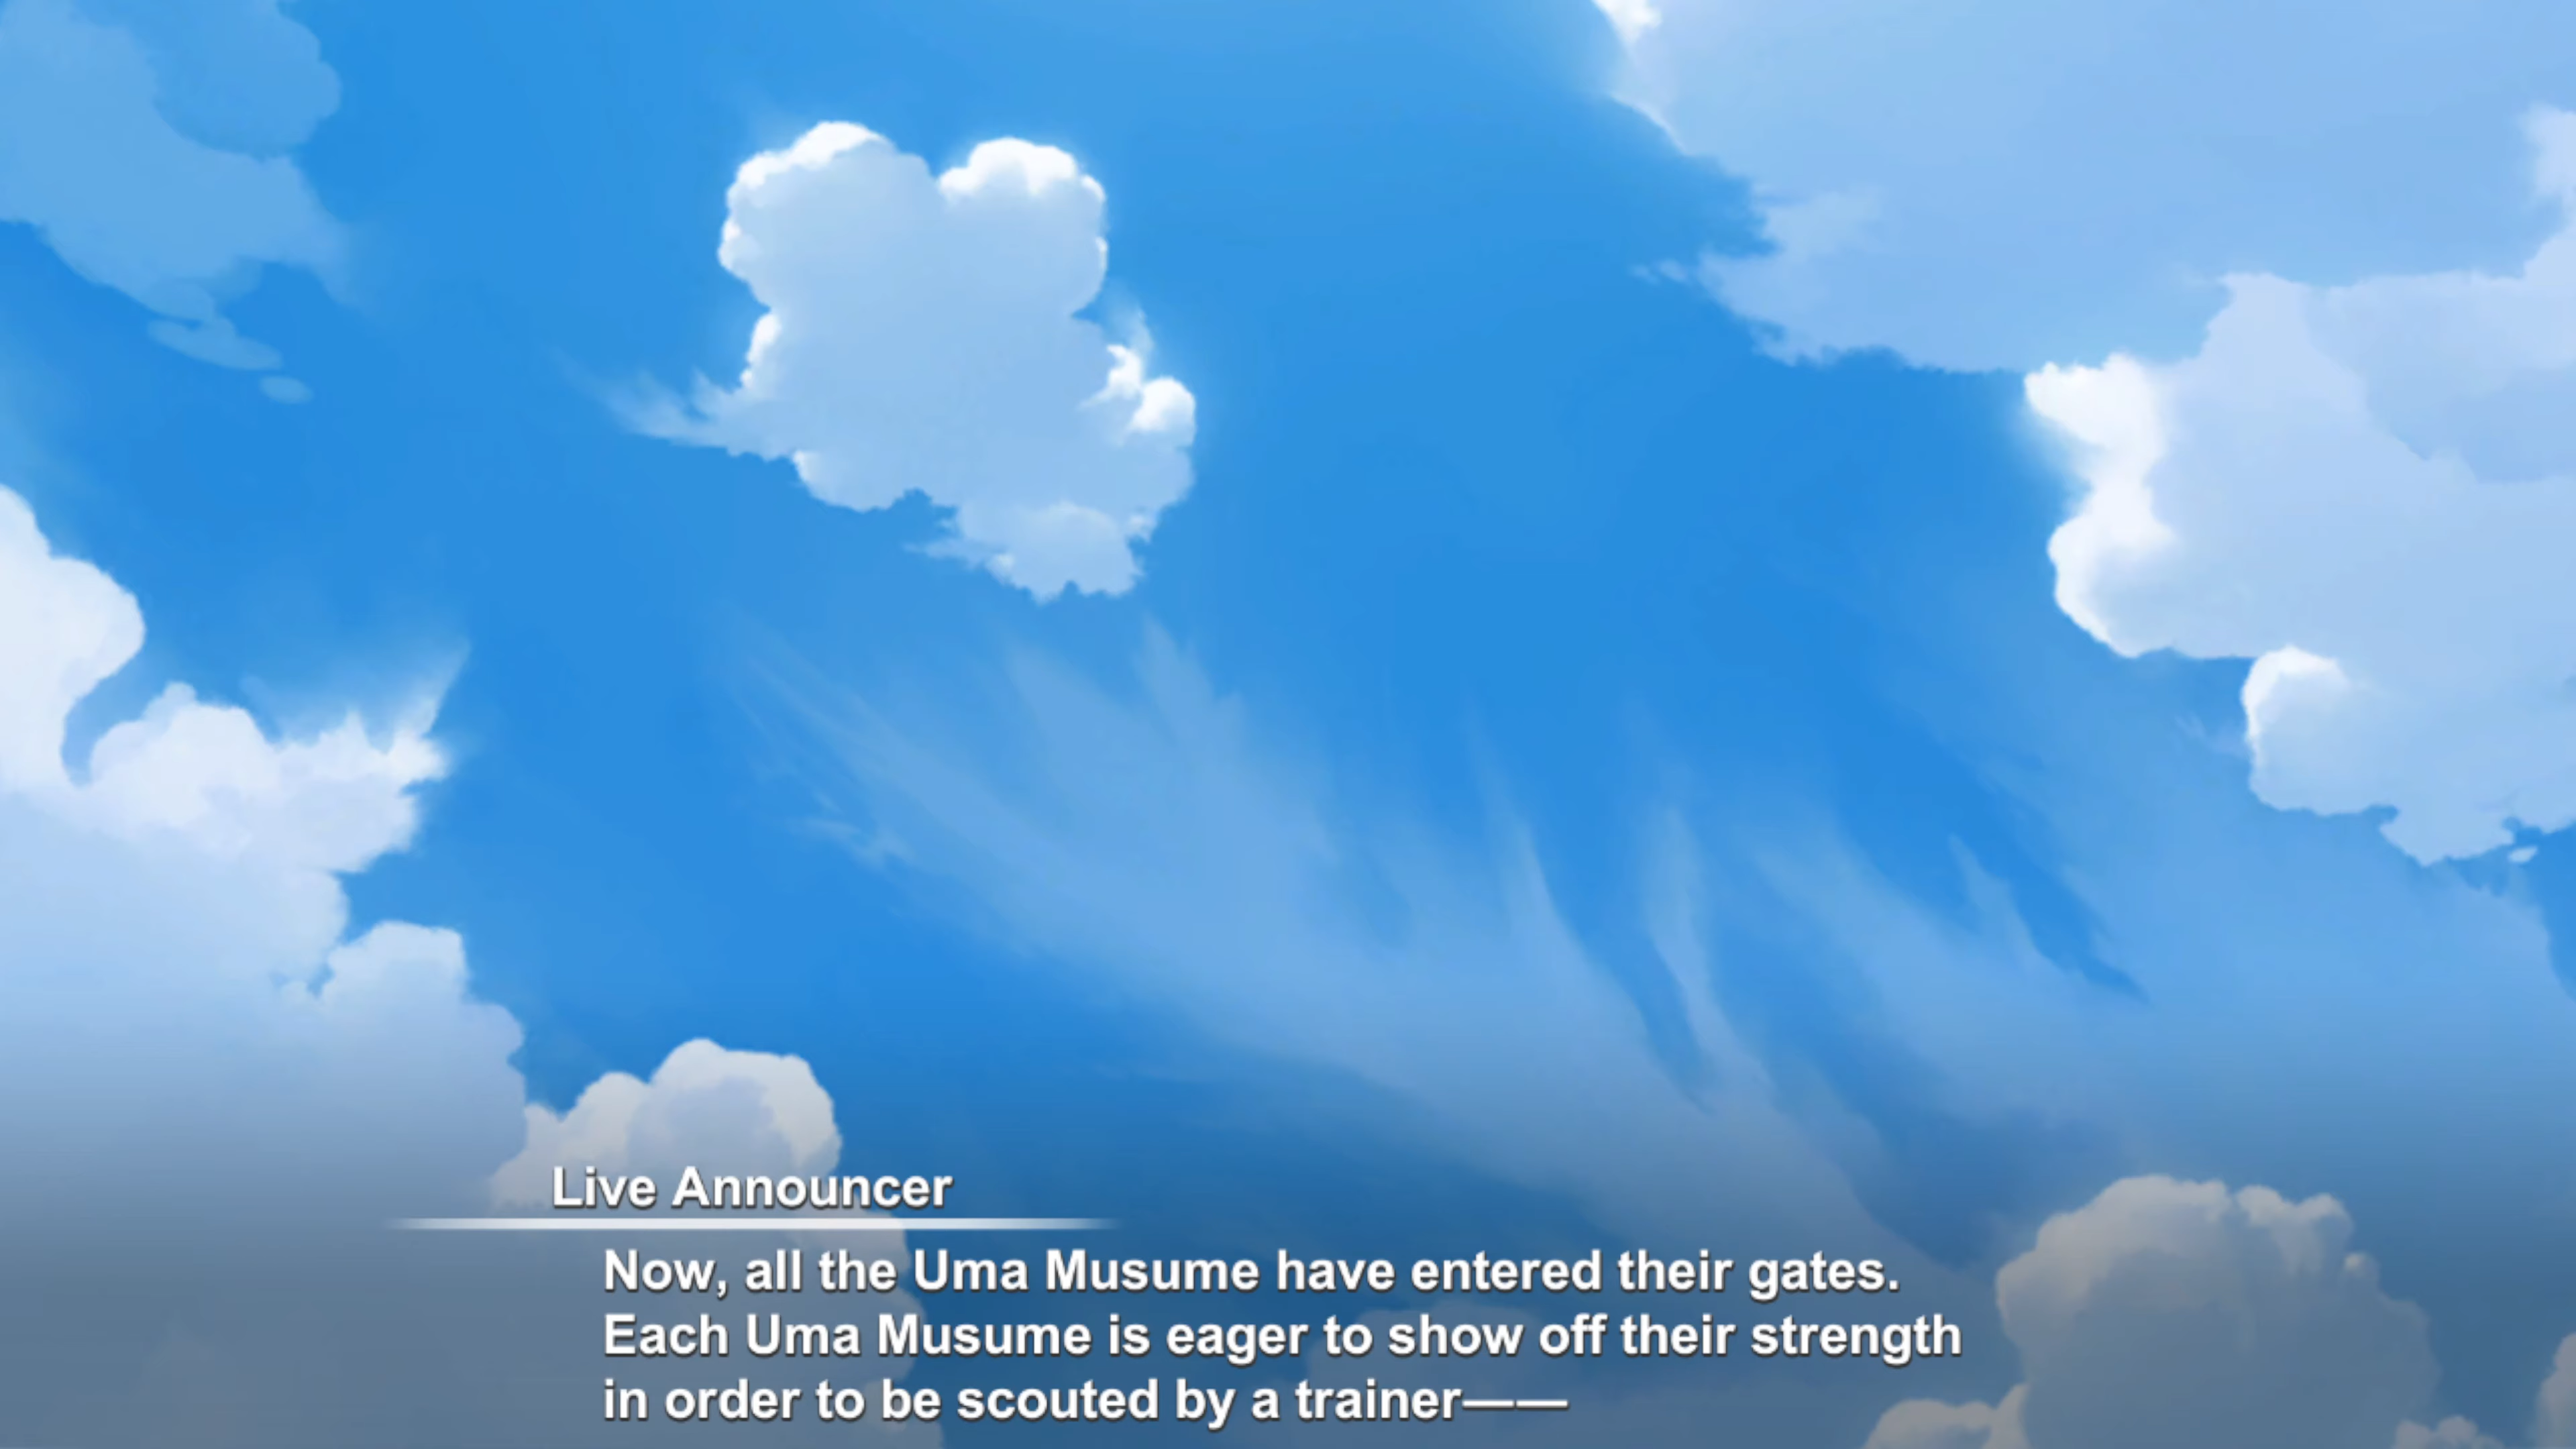 Live Announcer
Now, all the Uma Musume have entered their gates.
Each Uma Musume is eager to show off their strength
in order to be scouted by a trainer——